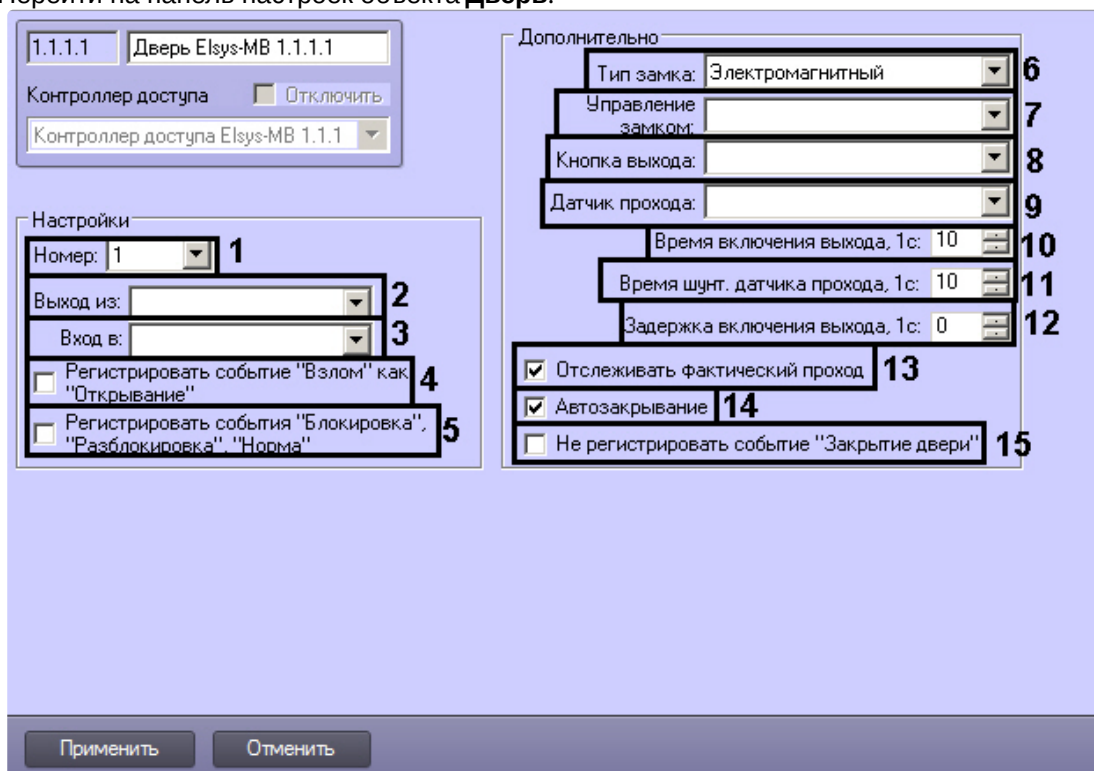 Перейти на панель настроек объекта Дверь.
1.1.1.1 Дверь Elsys-MB 1.1.1.1
Контроллер доступа Отключить
Контроллер доступа Elsys-MB 1.1.1
Настройки
Номер: 1 1
Выход из: 2
Вход в: 3
Регистрировать событие "Взлом" как
"Открывание" 4
Регистрировать события "Блокировка",
"Разблокировка", "Норма" 5
Дополнительно
Тип замка: Электромагнитный 6
Управление
замком: 7
Кнопка выхода: 8
Датчик прохода: 9
Время включения выхода, 1с: 10 10
Время шунт. датчика прохода, 1с: 10 11
Задержка включения выхода, 1с: 0 12
Отслеживать фактический проход 13
Автозакрывание 14
Не регистрировать событие "Закрытие двери" 15
Применить Отменить